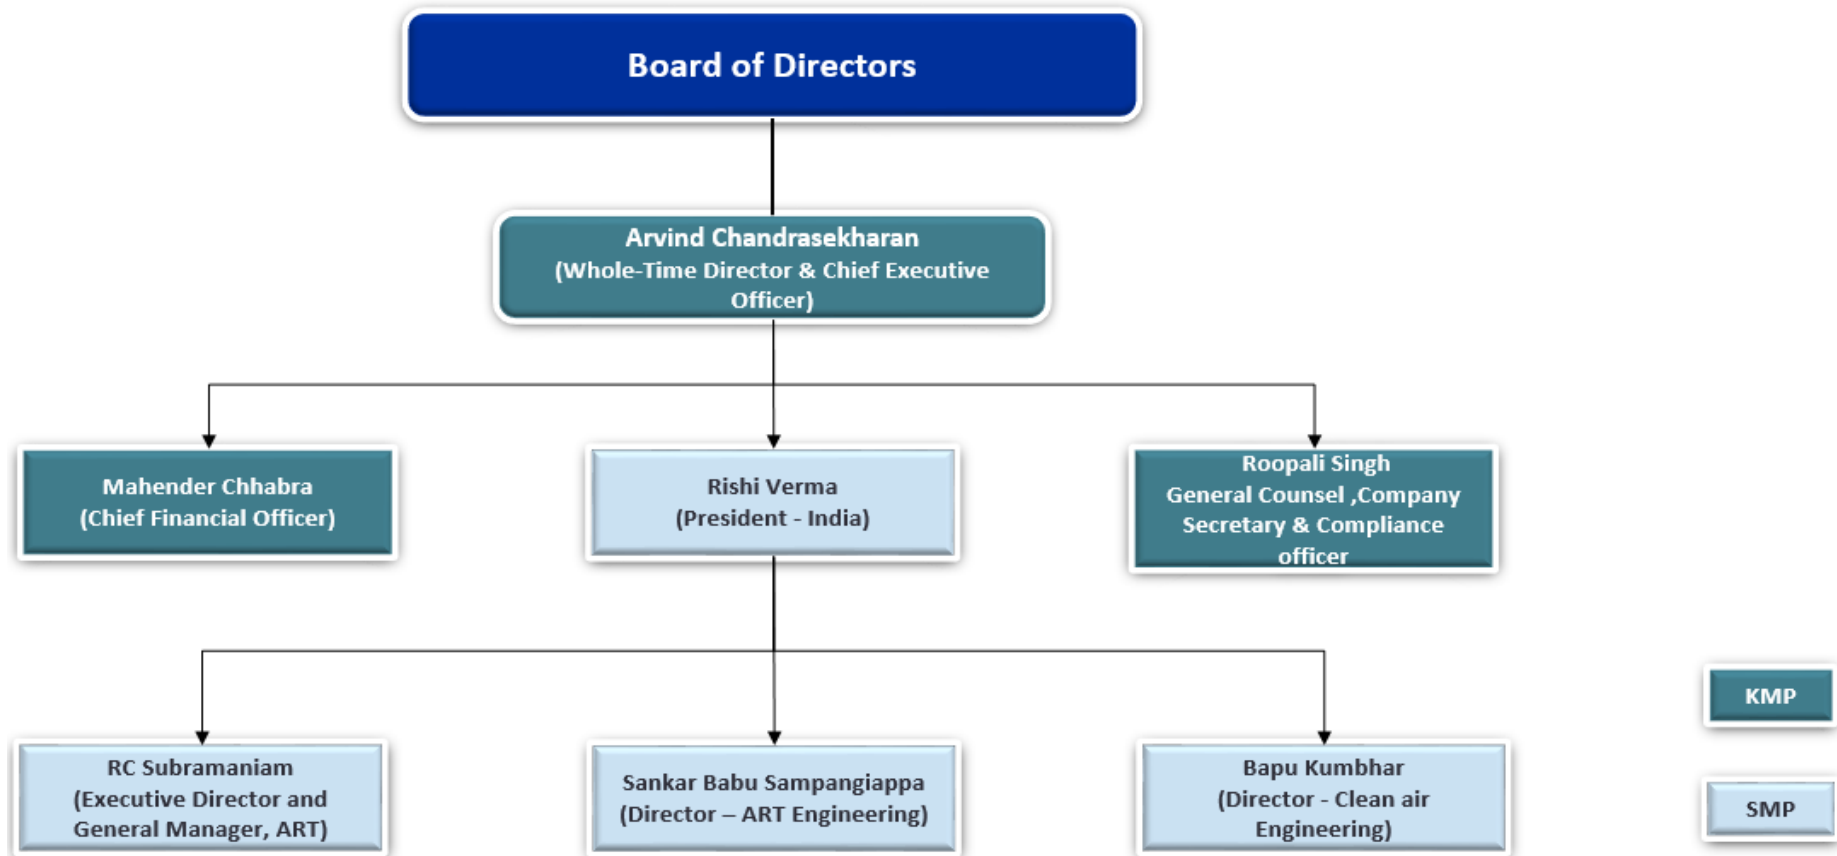 Board of Directors
Arvind Chandrasekharan
(Whole-Time Director & Chief Executive
Officer)
Mahender Chhabra
(Chief Financial Officer)
Rishi Verma
(President - India)
Roopali Singh
General Counsel ,Company
Secretary & Compliance
officer
RC Subramaniam
(Executive Director and
General Manager, ART)
Sankar Babu Sampangiappa
(Director – ART Engineering)
Bapu Kumbhar
(Director - Clean air
Engineering)
KMP
SMP